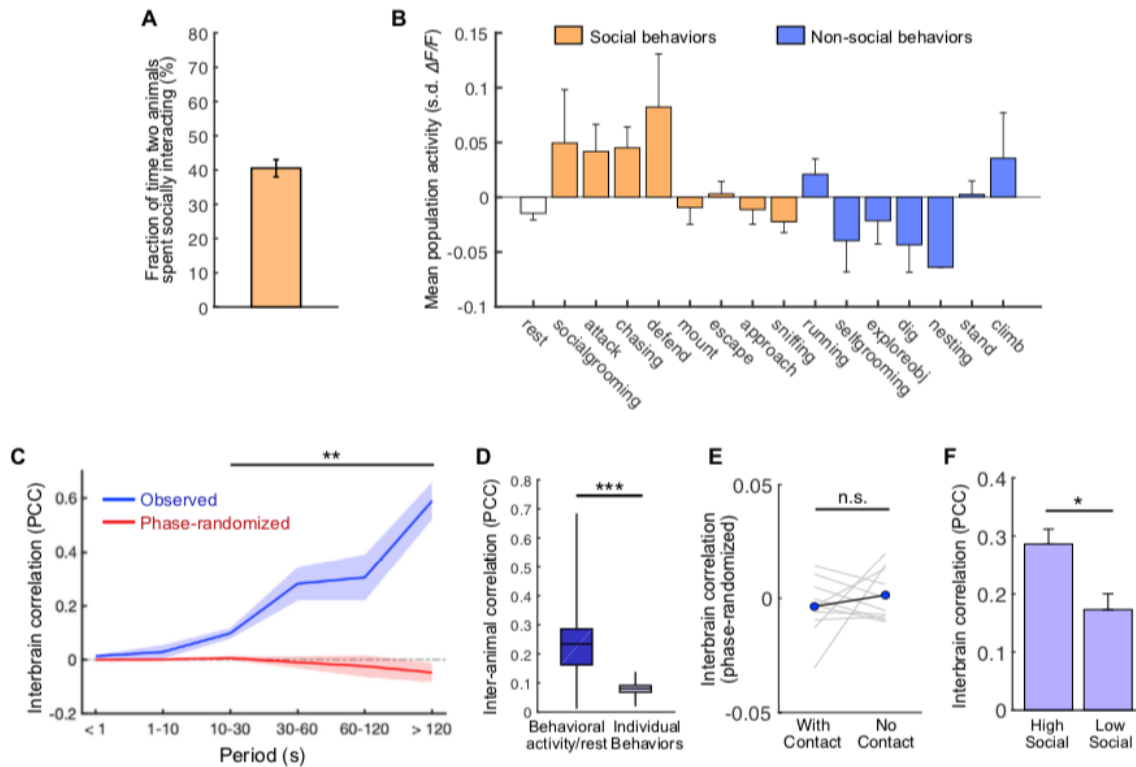 A
Fraction of time two animals
spent socially interacting (%)
80
70
60
50
40
30
20
10
0
B
Mean population activity (s.d. ΔF/F)
0.15
0.1
0.05
0
-0.05
-0.1
Social behaviors
Non-social behaviors
rest
socialgrooming
attack
chasing
defend
mount
escape
approach
sniffing
running
selfgrooming
exploreobj
dig
nesting
stand
climb
C
Interbrain correlation (PCC)
0.6
0.4
0.2
0
-0.2
**
Observed
Phase-randomized
< 1
1-10
10-30
30-60
60-120
> 120
Period (s)
D
Inter-animal correlation (PCC)
0.8
0.7
0.6
0.5
0.4
0.3
0.2
0.1
0
***
Behavioral
activity/rest
Individual
Behaviors
E
Interbrain correlation
(phase-randomized)
0.05
0
-0.05
n.s.
With
Contact
No
Contact
F
Interbrain correlation (PCC)
0.4
0.3
0.2
0.1
0
*
High
Social
Low
Social